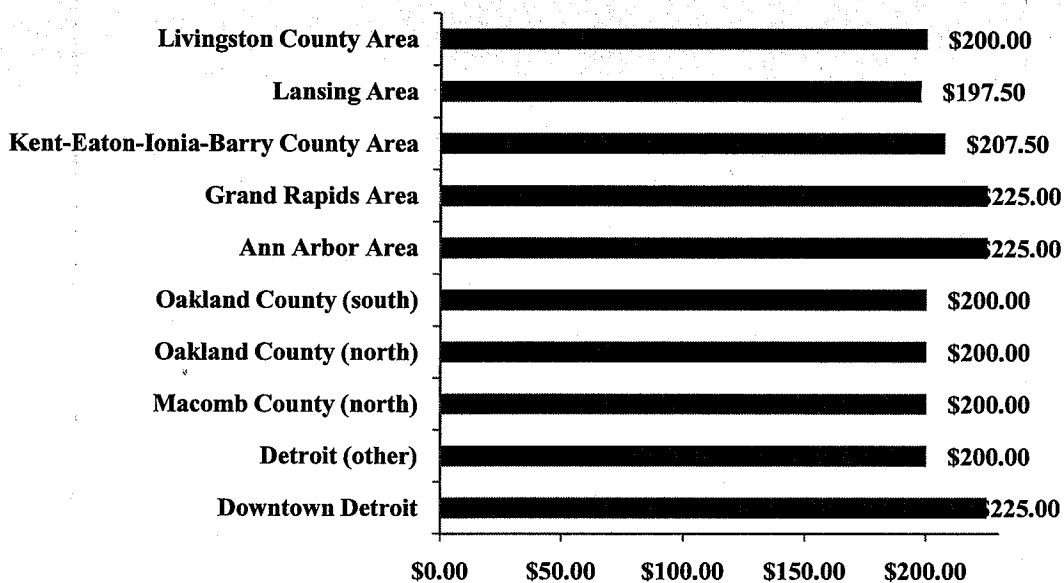 Livingston County Area $200.00
Lansing Area $197.50
Kent-Eaton-Ionia-Barry County Area $207.50
Grand Rapids Area $225.00
Ann Arbor Area $225.00
Oakland County (south) $200.00
Oakland County (north) $200.00
Macomb County (north) $200.00
Detroit (other) $200.00
Downtown Detroit $225.00
$0.00 $50.00 $100.00 $150.00 $200.00